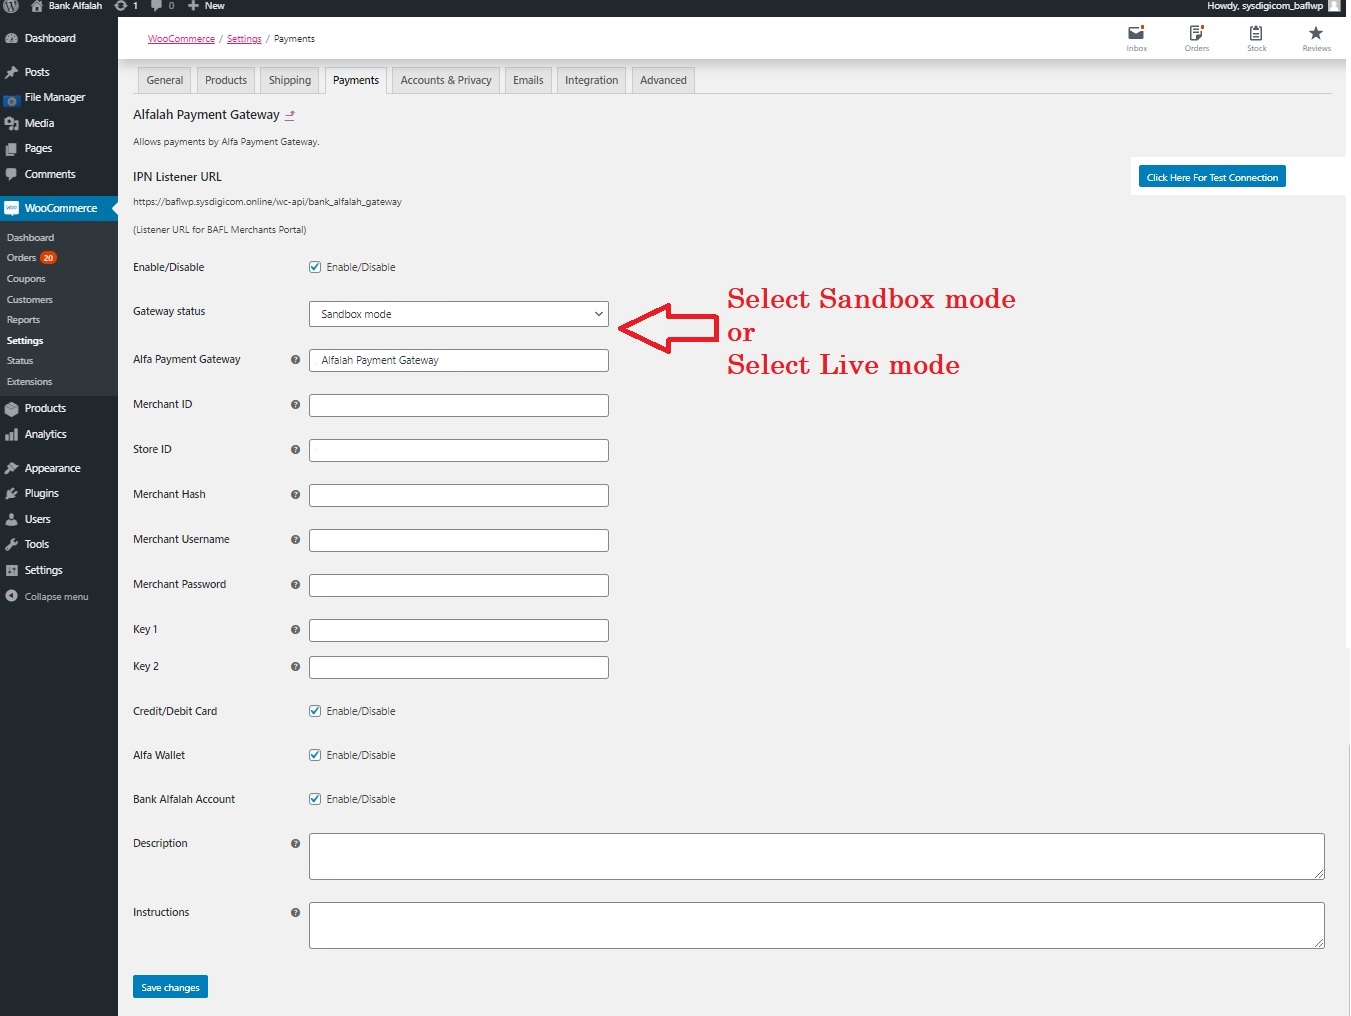 Bank Alfalah 1 0 New Howdy, sysdigicom_baflwp
Dashboard
Posts
File Manager
Media
Pages
Comments
WooCommerce
Dashboard
Orders 20
Coupons
Customers
Reports
Settings
Status
Extensions
Products
Analytics
Appearance
Plugins
Users
Tools
Settings
Collapse menu
WooCommerce / Settings / Payments
Inbox Orders Stock Reviews
General Products Shipping Payments Accounts & Privacy Emails Integration Advanced
Alfalah Payment Gateway
Allows payments by Alfa Payment Gateway.
IPN Listener URL
Click Here For Test Connection
https://baflwp.sysdigicom.online/wc-api/bank_alfalah_gateway
(Listener URL for BAFL Merchants Portal)
Enable/Disable Enable/Disable
Gateway status Sandbox mode
Select Sandbox mode
or
Select Live mode
Alfa Payment Gateway ? Alfalah Payment Gateway
Merchant ID ?
Store ID ?
Merchant Hash ?
Merchant Username ?
Merchant Password ?
Key 1 ?
Key 2 ?
Credit/Debit Card Enable/Disable
Alfa Wallet Enable/Disable
Bank Alfalah Account Enable/Disable
Description ?
Instructions ?
Save changes